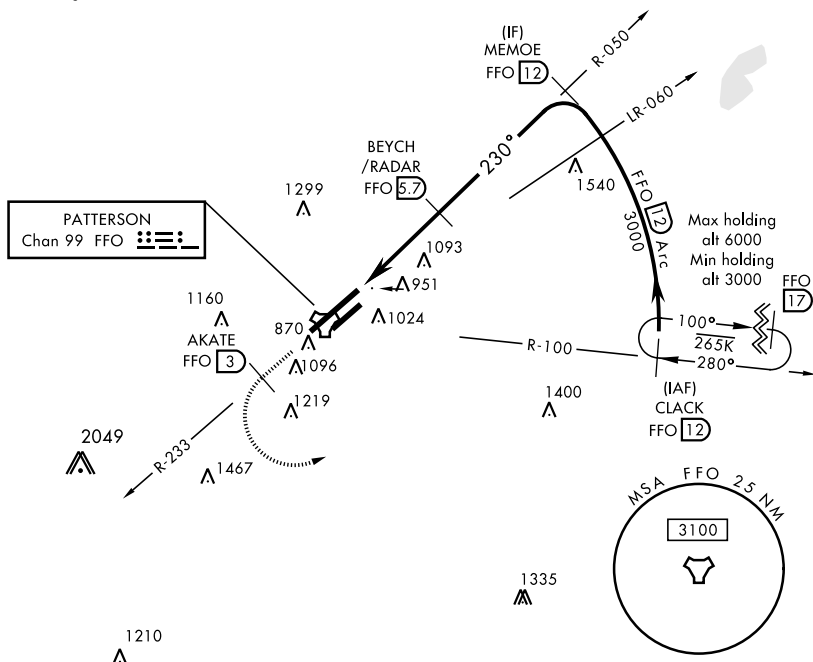 (IF)
MEMOE
FFO 12
R-050
LR-060
BEYCH
/RADAR
FFO 5.7
230°
1540
FFO 12 Arc
3000
1299
PATTERSON
Chan 99 FFO
Max holding
alt 6000
Min holding
alt 3000
FFO
17
1093
951
1160
1024
870
AKATE
FFO 3
1096
100°
265K
280°
R-100
(IAF)
CLACK
FFO 12
1219
1400
2049
R-233
1467
MSA FFO 25 NM
3100
1335
1210